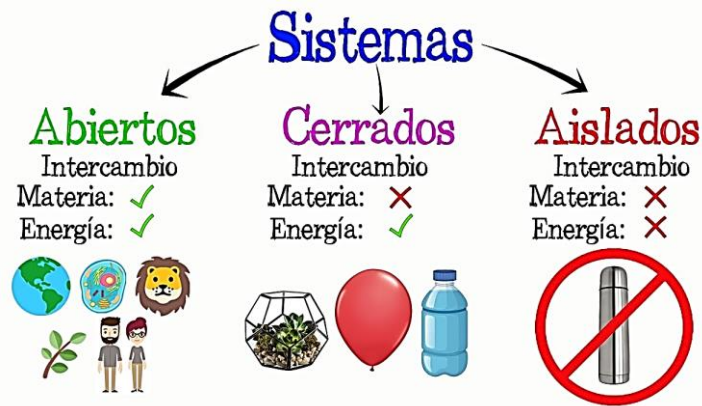 Sistemas
Abiertos
Intercambio
Materia: ✓
Energía: ✓
Cerrados
Intercambio
Materia: ✗
Energía: ✓
Aislados
Intercambio
Materia: ✗
Energía: ✗